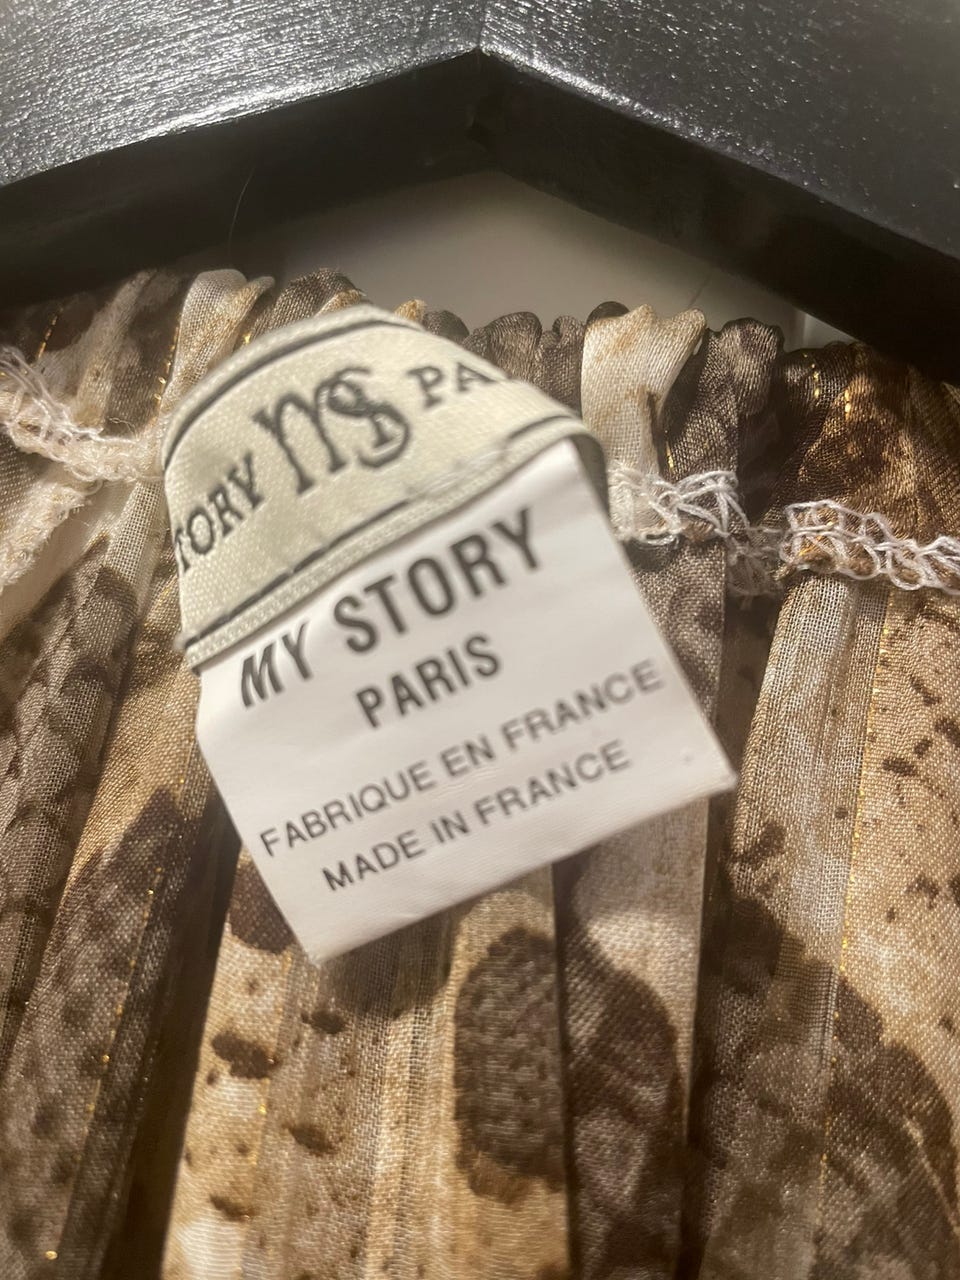 TORY MS PA
MY STORY
PARIS
FABRIQUE EN FRANCE
MADE IN FRANCE